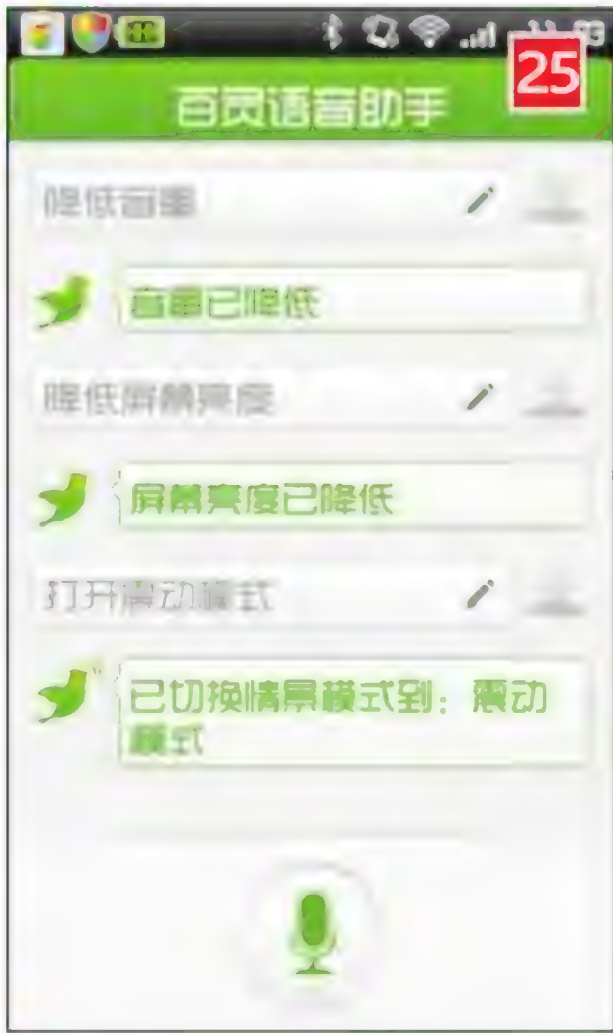 25
百灵语音助手
降低音量
音量已降低
降低屏幕亮度
屏幕亮度已降低
打开震动模式
已切换情景模式到：震动
模式